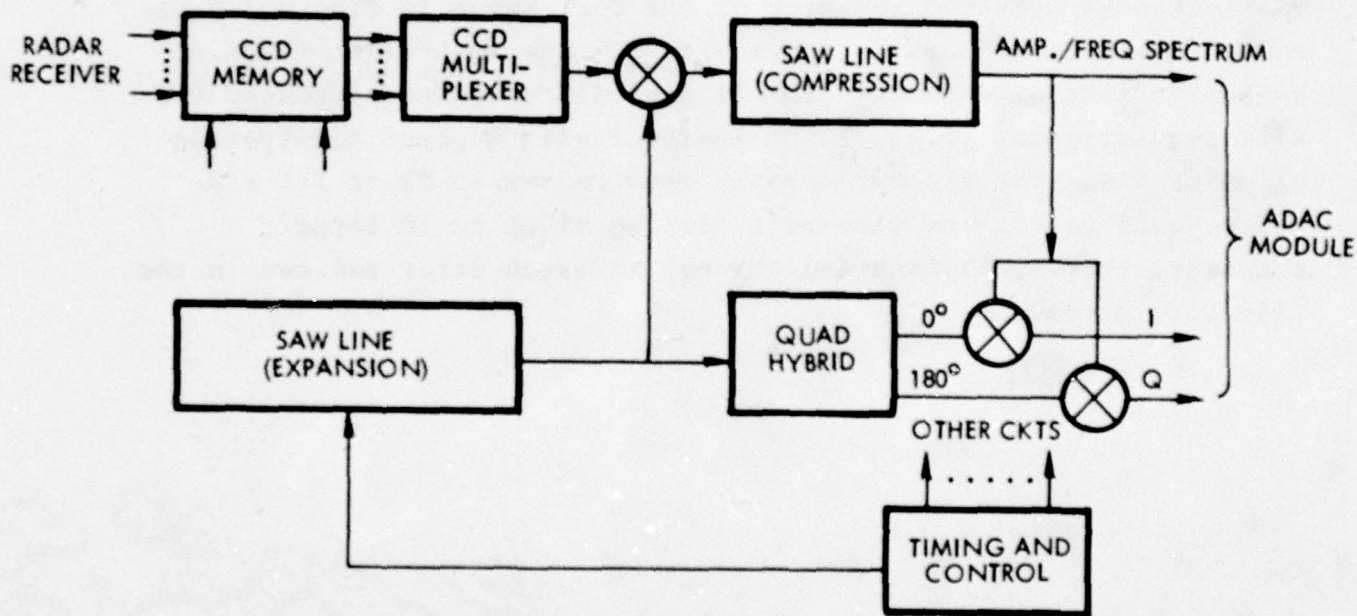 RADAR
RECEIVER
CCD
MEMORY
CCD
MULTI-
PLEXER
SAW LINE
(COMPRESSION)
AMP./FREQ SPECTRUM
ADAC
MODULE
SAW LINE
(EXPANSION)
QUAD
HYBRID
0°
180°
I
Q
OTHER CKTS
TIMING AND
CONTROL